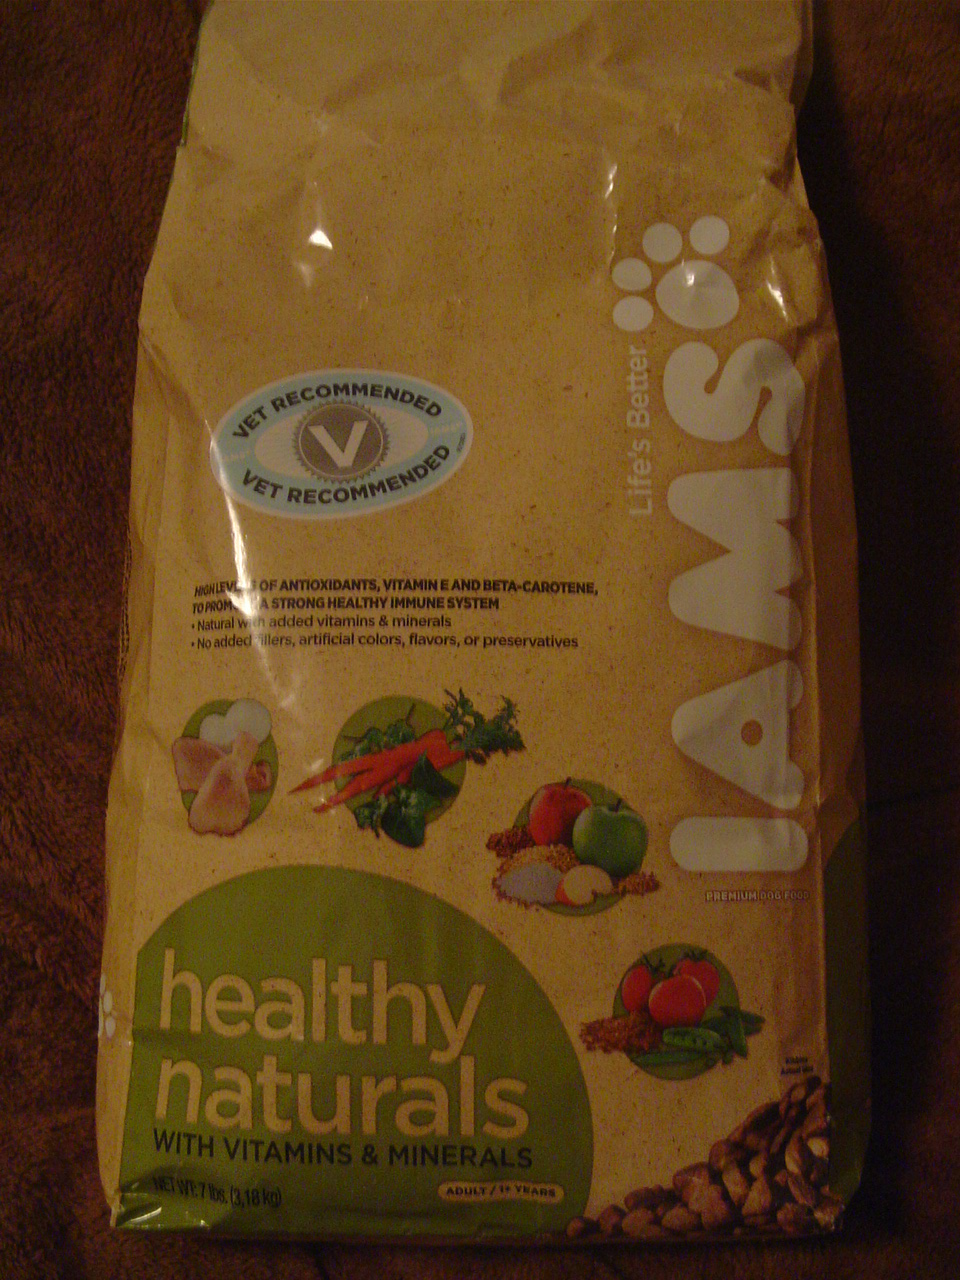 VET RECOMMENDED
V
VET RECOMMENDED
Life's Better
IAMS
PREMIUM DOG FOOD
HIGH LEVELS OF ANTIOXIDANTS, VITAMIN E AND BETA-CAROTENE,
TO PROMOTE A STRONG HEALTHY IMMUNE SYSTEM
• Natural with added vitamins & minerals
• No added fillers, artificial colors, flavors, or preservatives
healthy
naturals
WITH VITAMINS & MINERALS
NET WT. 7 lbs. (3,18 kg)
ADULT / 1+ YEARS